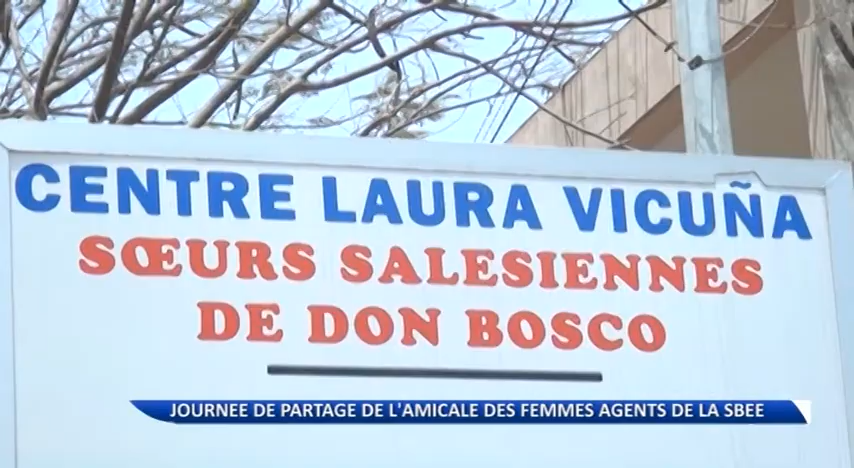 CENTRE LAURA VICUÑA
SŒURS SALESIENNES
DE DON BOSCO
JOURNEE DE PARTAGE DE L'AMICALE DES FEMMES AGENTS DE LA SBEE